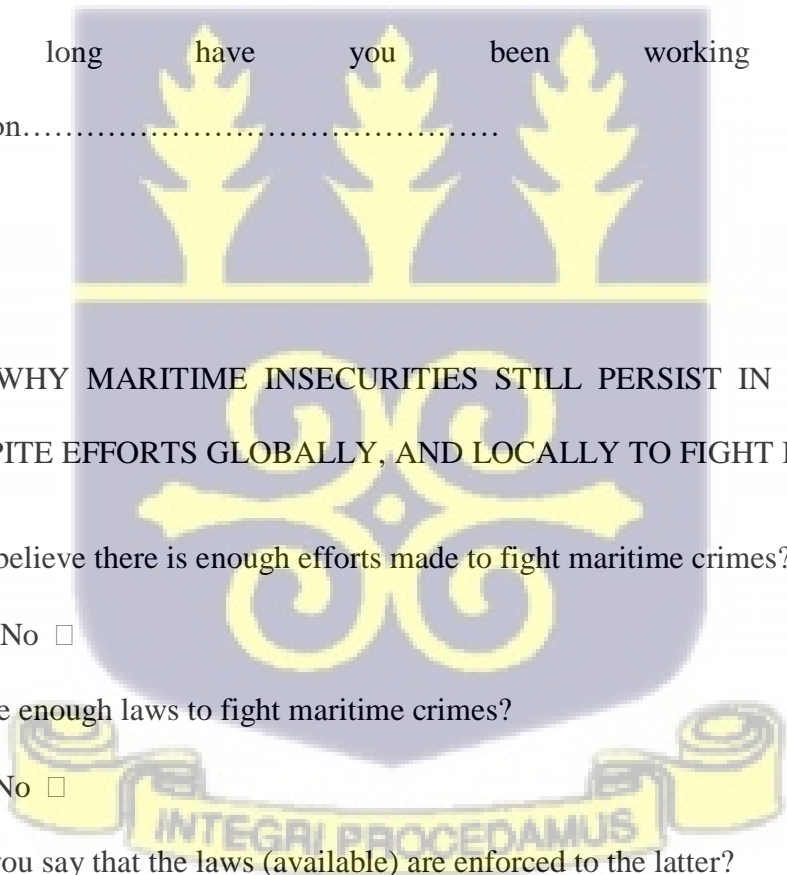 long have you been working
on……………………………………
WHY MARITIME INSECURITIES STILL PERSIST IN
PITE EFFORTS GLOBALLY, AND LOCALLY TO FIGHT
believe there is enough efforts made to fight maritime crimes?
No □
e enough laws to fight maritime crimes?
No □
INTEGRI PROCEDAMUS
you say that the laws (available) are enforced to the latter?